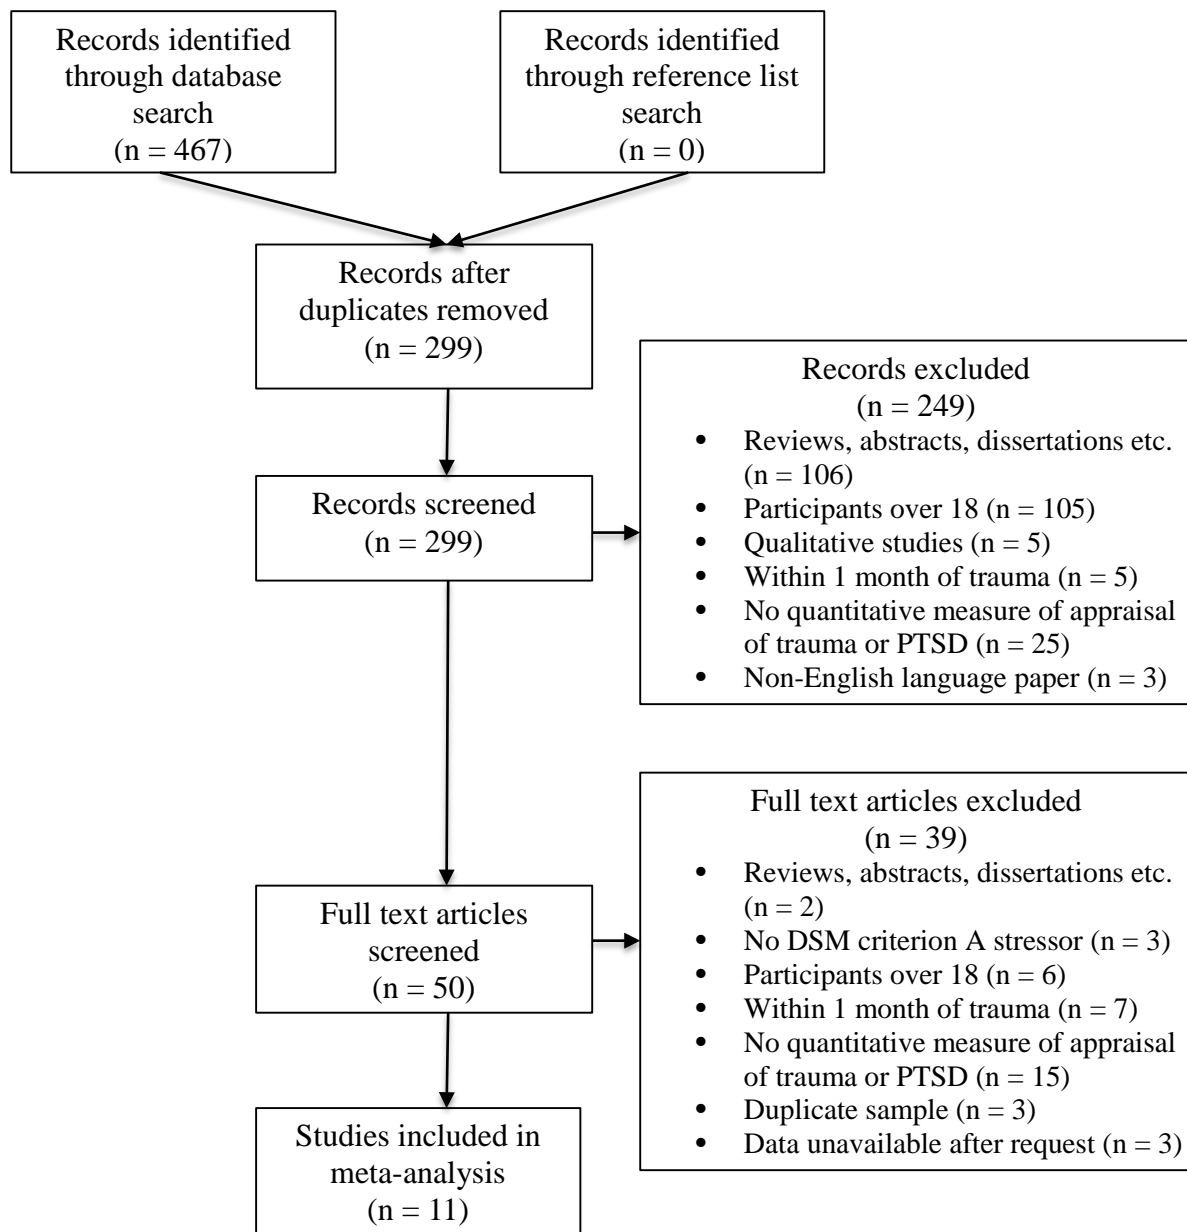 Records identified
through database
search
(n = 467)
Records identified
through reference list
search
(n = 0)
Records after
duplicates removed
(n = 299)
Records screened
(n = 299)
Records excluded
(n = 249)
• Reviews, abstracts, dissertations etc.
(n = 106)
• Participants over 18 (n = 105)
• Qualitative studies (n = 5)
• Within 1 month of trauma (n = 5)
• No quantitative measure of appraisal
of trauma or PTSD (n = 25)
• Non-English language paper (n = 3)
Full text articles
screened
(n = 50)
Full text articles excluded
(n = 39)
• Reviews, abstracts, dissertations etc.
(n = 2)
• No DSM criterion A stressor (n = 3)
• Participants over 18 (n = 6)
• Within 1 month of trauma (n = 7)
• No quantitative measure of appraisal
of trauma or PTSD (n = 15)
• Duplicate sample (n = 3)
• Data unavailable after request (n = 3)
Studies included in
meta-analysis
(n = 11)